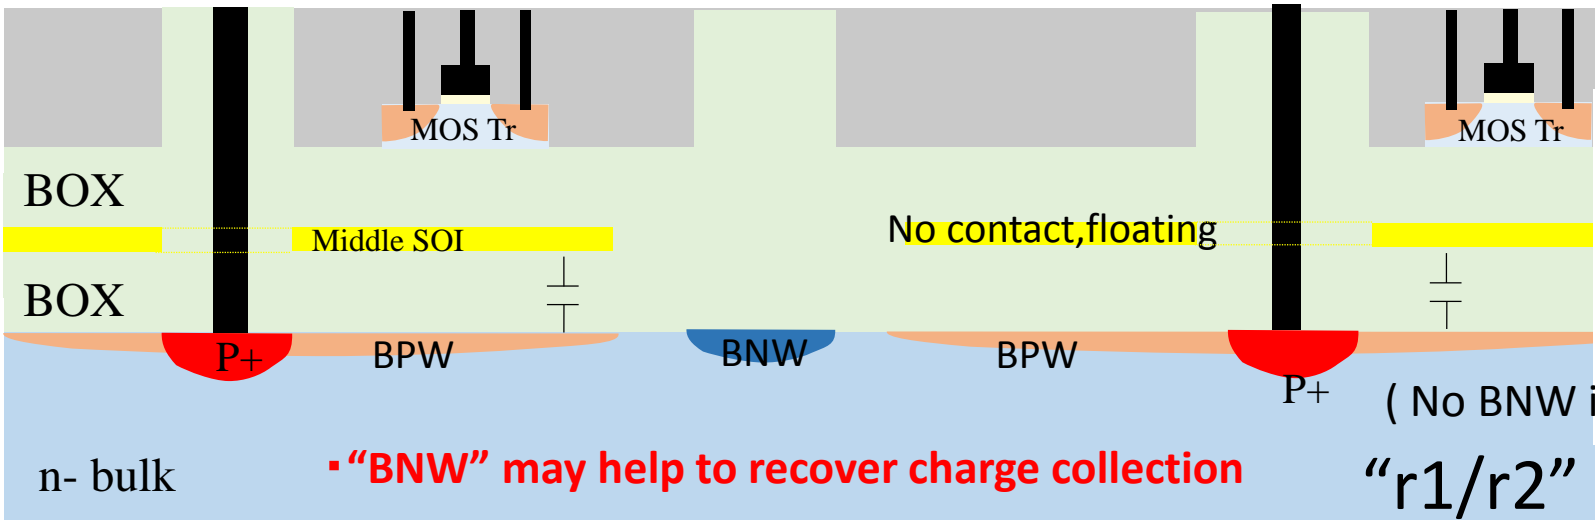 MOS Tr
MOS Tr
BOX
No contact,floating
Middle SOI
BOX
P+
BPW
BNW
BPW
P+
( No BNW i
n- bulk
▪“BNW” may help to recover charge collection
“r1/r2”